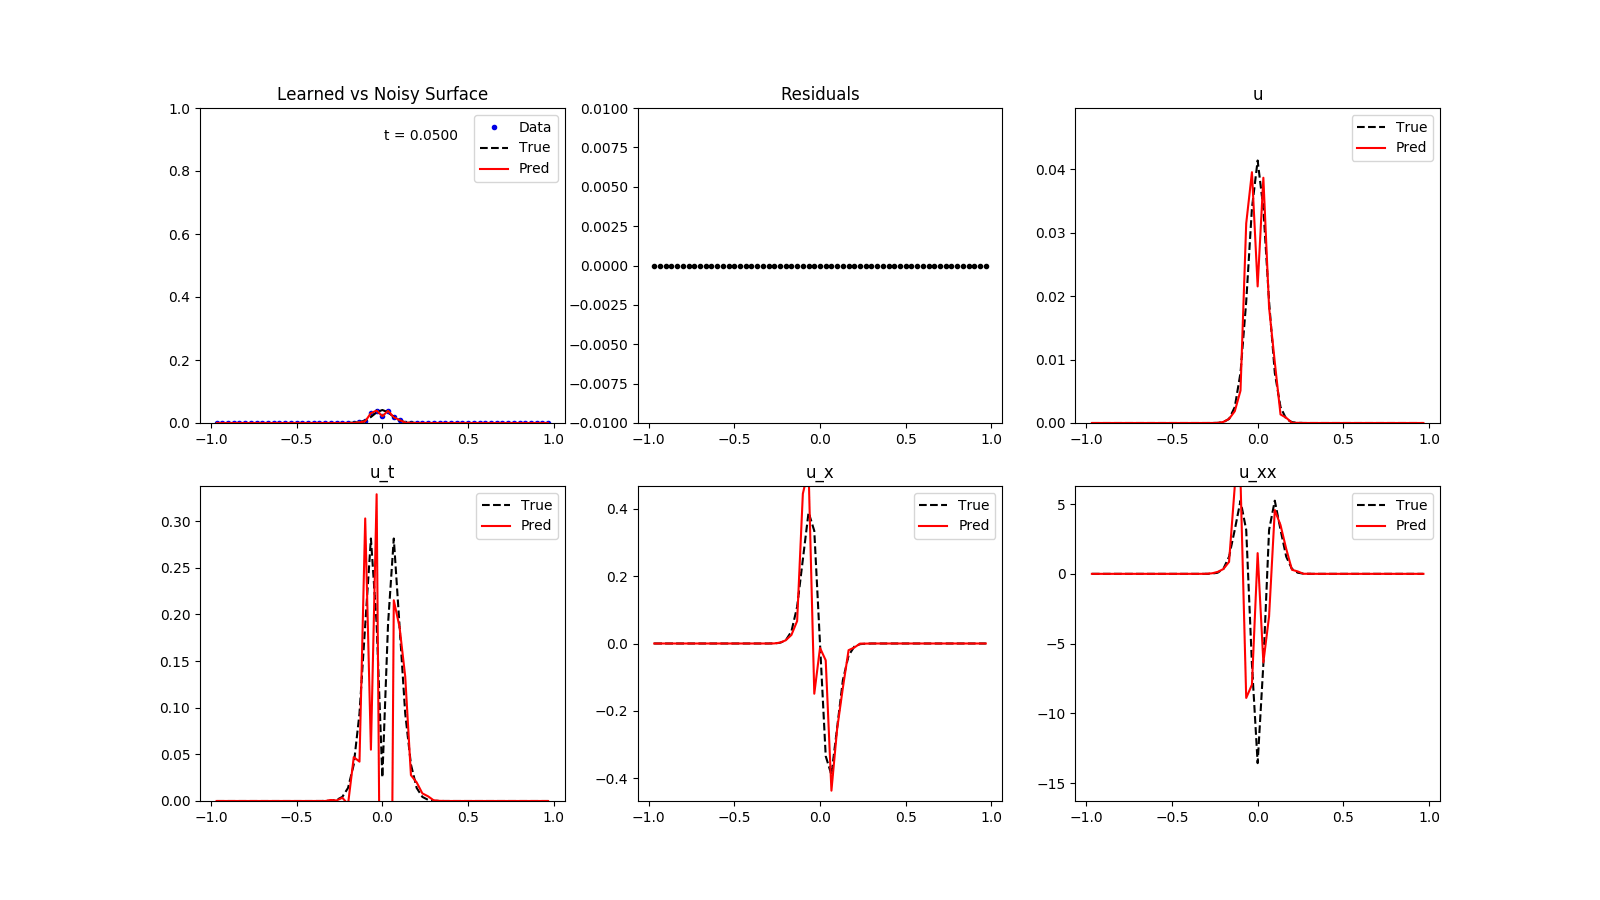 Learned vs Noisy Surface
1.0
0.8
0.6
0.4
0.2
0.0
−1.0 −0.5 0.0 0.5 1.0
t = 0.0500
Data
True
Pred
Residuals
0.0100
0.0075
0.0050
0.0025
0.0000
−0.0025
−0.0050
−0.0075
−0.0100
−1.0 −0.5 0.0 0.5 1.0
u
0.04
0.03
0.02
0.01
0.00
−1.0 −0.5 0.0 0.5 1.0
True
Pred
u_t
0.30
0.25
0.20
0.15
0.10
0.05
0.00
−1.0 −0.5 0.0 0.5 1.0
True
Pred
u_x
0.4
0.2
0.0
−0.2
−0.4
−1.0 −0.5 0.0 0.5 1.0
True
Pred
u_xx
5
0
−5
−10
−15
−1.0 −0.5 0.0 0.5 1.0
True
Pred